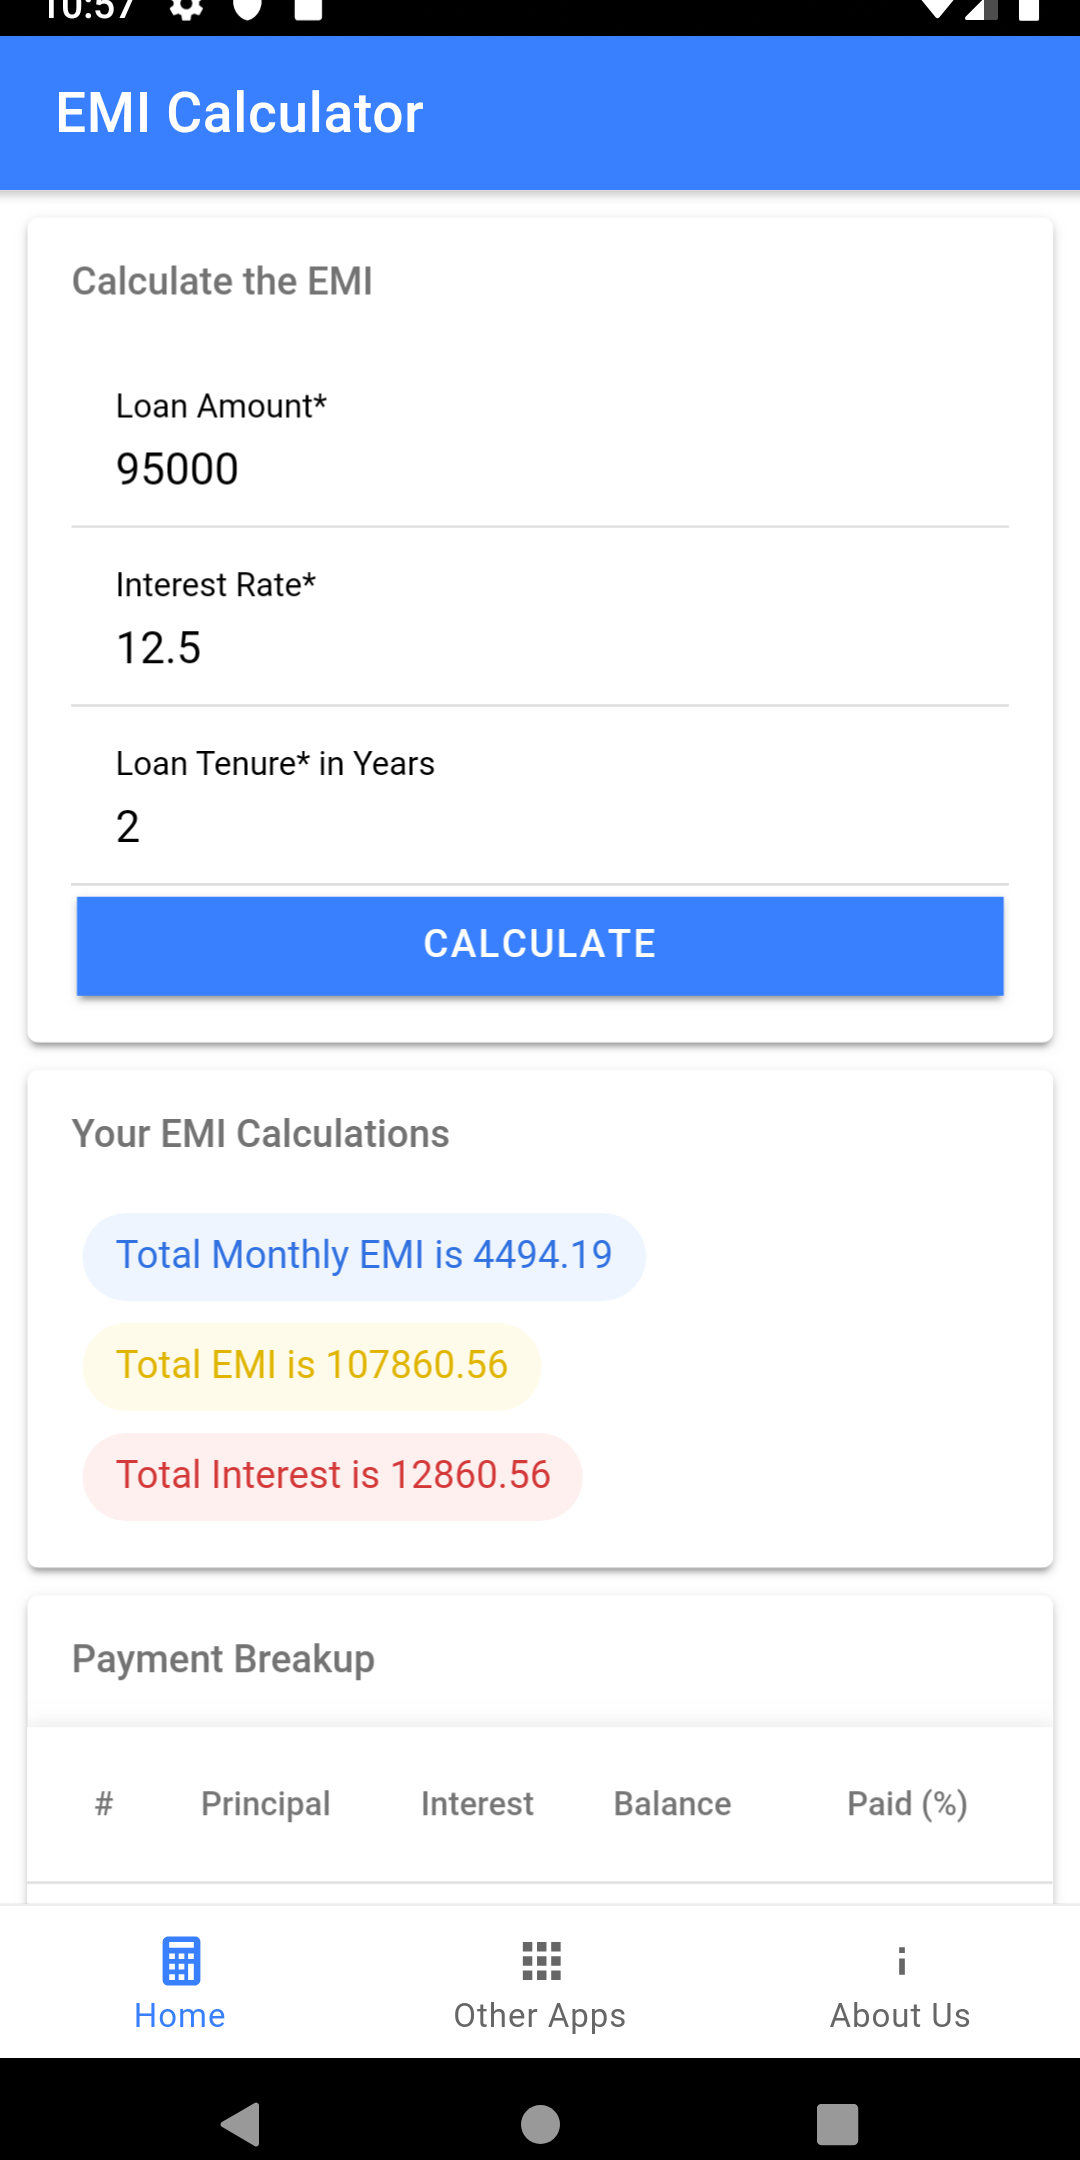 10:57
EMI Calculator
Calculate the EMI
Loan Amount*
95000
Interest Rate*
12.5
Loan Tenure* in Years
2
CALCULATE
Your EMI Calculations
Total Monthly EMI is 4494.19
Total EMI is 107860.56
Total Interest is 12860.56
Payment Breakup
# Principal Interest Balance Paid (%)
Home Other Apps About Us